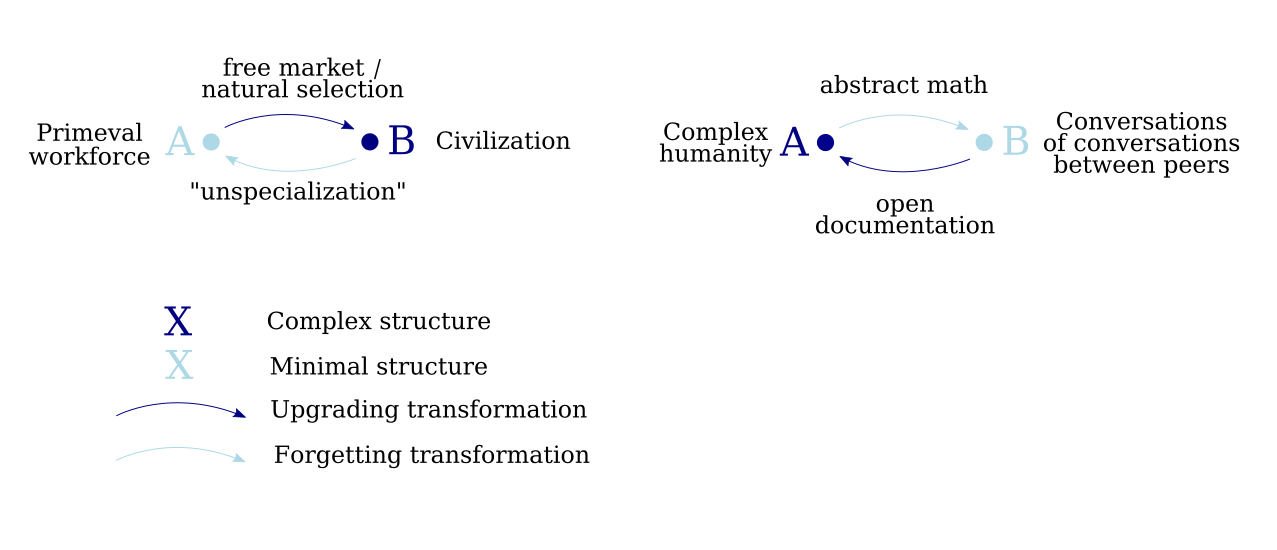 free market /
natural selection
Primeval
workforce
A
B
Civilization
"unspecialization"
abstract math
Complex
humanity
A
B
Conversations
of conversations
between peers
open
documentation
X
Complex structure
X
Minimal structure
Upgrading transformation
Forgetting transformation